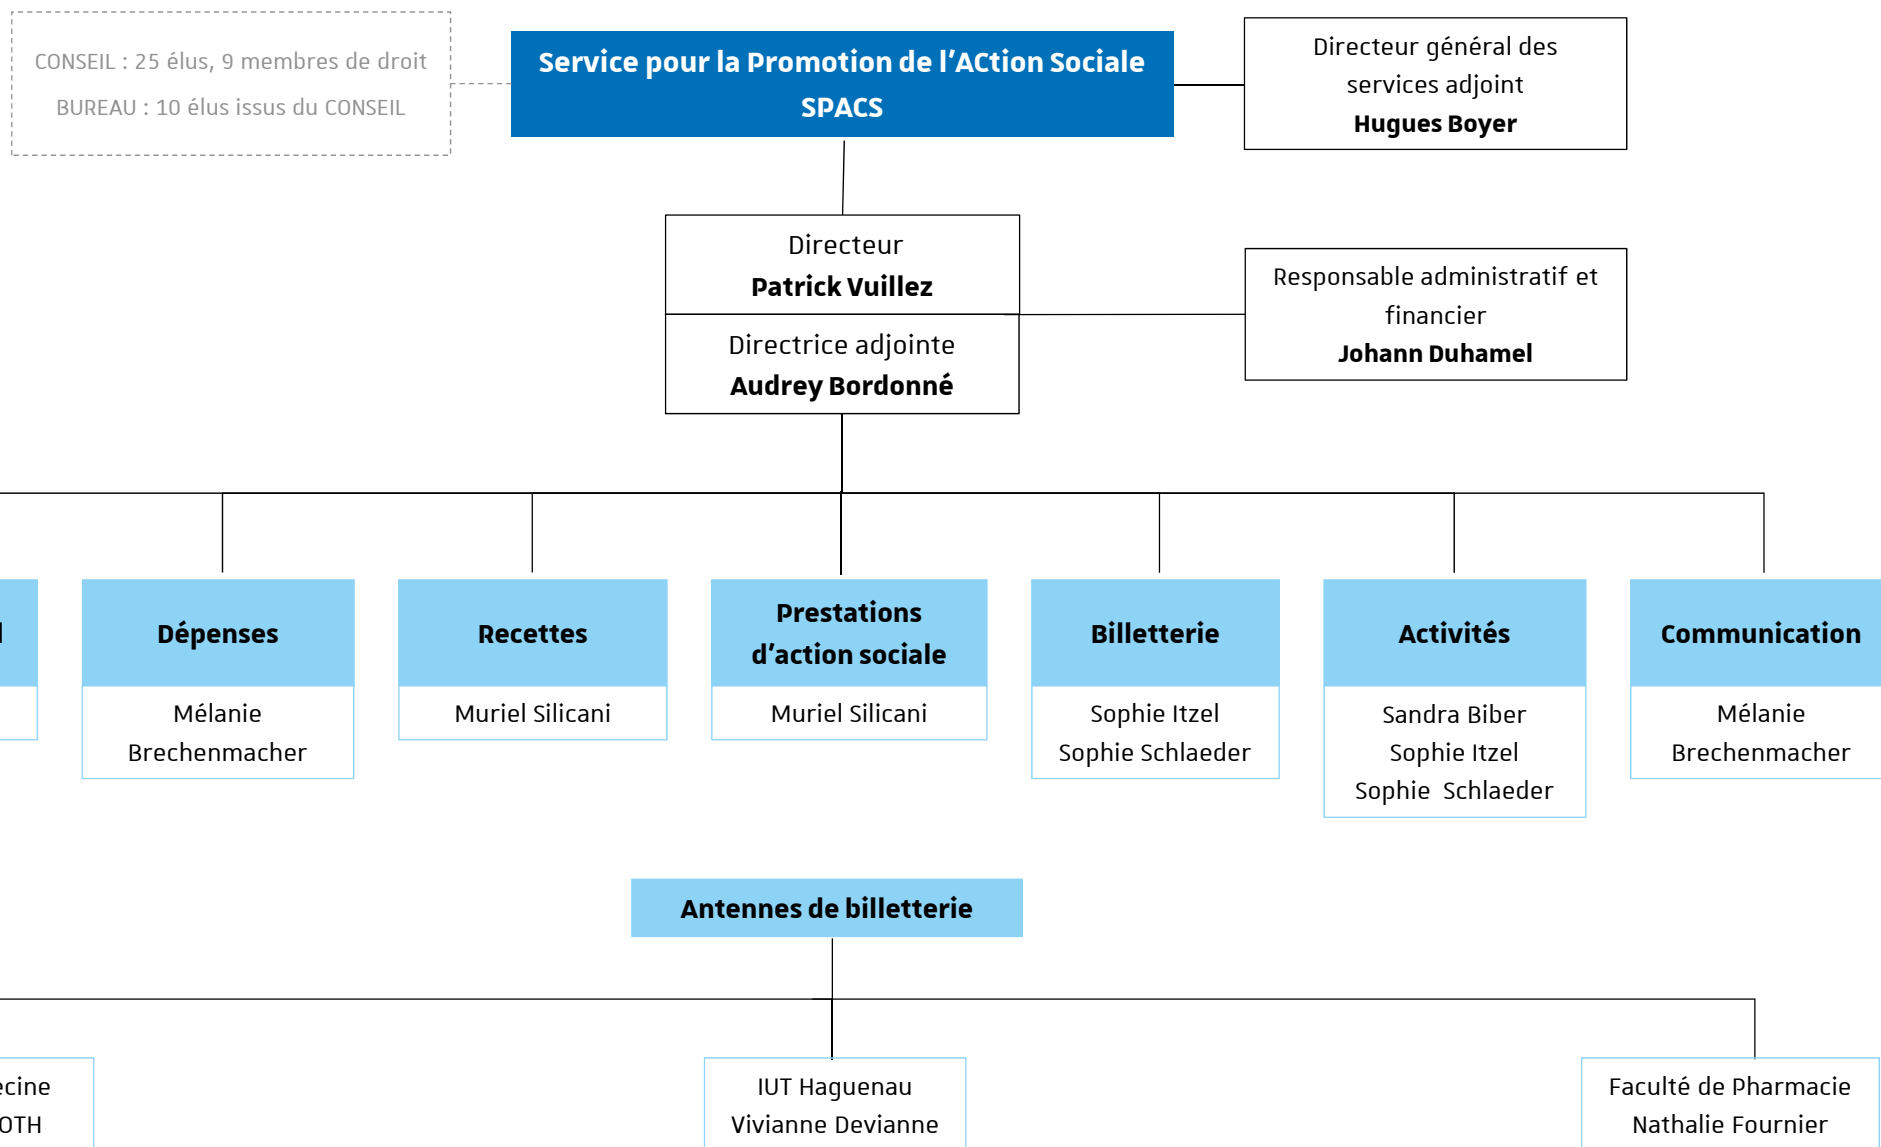 CONSEIL : 25 élus, 9 membres de droit
BUREAU : 10 élus issus du CONSEIL
Service pour la Promotion de l'ACtion Sociale
SPACS
Directeur général des
services adjoint
Hugues Boyer
Directeur
Patrick Vuillez
Directrice adjointe
Audrey Bordonné
Responsable administratif et
financier
Johann Duhamel
Dépenses
Mélanie
Brechenmacher
Recettes
Muriel Silicani
Prestations
d'action sociale
Muriel Silicani
Billetterie
Sophie Itzel
Sophie Schlaeder
Activités
Sandra Biber
Sophie Itzel
Sophie Schlaeder
Communication
Mélanie
Brechenmacher
Antennes de billetterie
IUT Haguenau
Vivianne Devianne
Faculté de Pharmacie
Nathalie Fournier